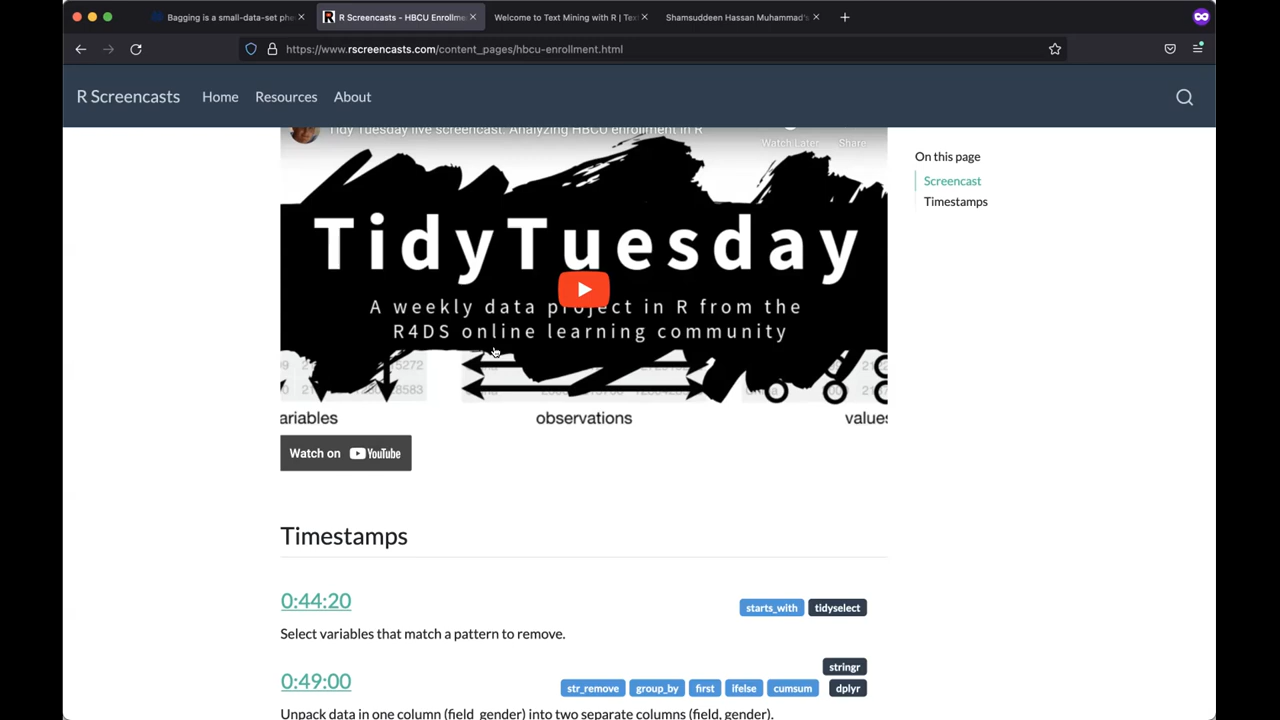 Bagging is a small-data-set phe
R Screencasts - HBCU Enrollme
Welcome to Text Mining with R | Tex
Shamsuddeen Hassan Muhammad's
https://www.rscreencasts.com/content_pages/hbcu-enrollment.html
R Screencasts Home Resources About
Tidy Tuesday live screencast: Analyzing HBCU enrollment in R
Watch Later Share
TidyTuesday
A weekly data project in R from the
R4DS online learning community
ariables observations values
Watch on YouTube
On this page
Screencast
Timestamps
Timestamps
0:44:20 starts_with tidyselect
Select variables that match a pattern to remove.
stringr
0:49:00 str_remove group_by first ifelse cumsum dplyr
Unpack data in one column (field_gender) into two separate columns (field, gender).